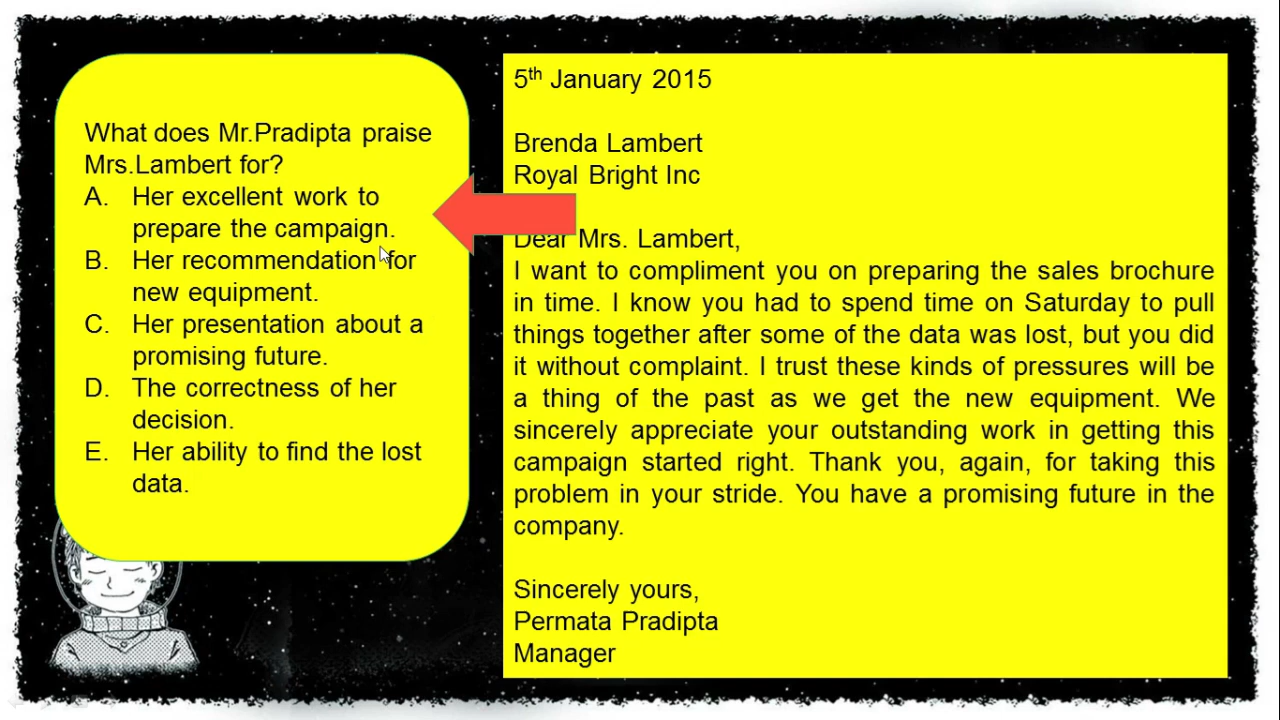 What does Mr.Pradipta praise
Mrs.Lambert for?
A. Her excellent work to
prepare the campaign.
B. Her recommendation for
new equipment.
C. Her presentation about a
promising future.
D. The correctness of her
decision.
E. Her ability to find the lost
data.
5th January 2015
Brenda Lambert
Royal Bright Inc
Dear Mrs. Lambert,
I want to compliment you on preparing the sales brochure
in time. I know you had to spend time on Saturday to pull
things together after some of the data was lost, but you did
it without complaint. I trust these kinds of pressures will be
a thing of the past as we get the new equipment. We
sincerely appreciate your outstanding work in getting this
campaign started right. Thank you, again, for taking this
problem in your stride. You have a promising future in the
company.
Sincerely yours,
Permata Pradipta
Manager